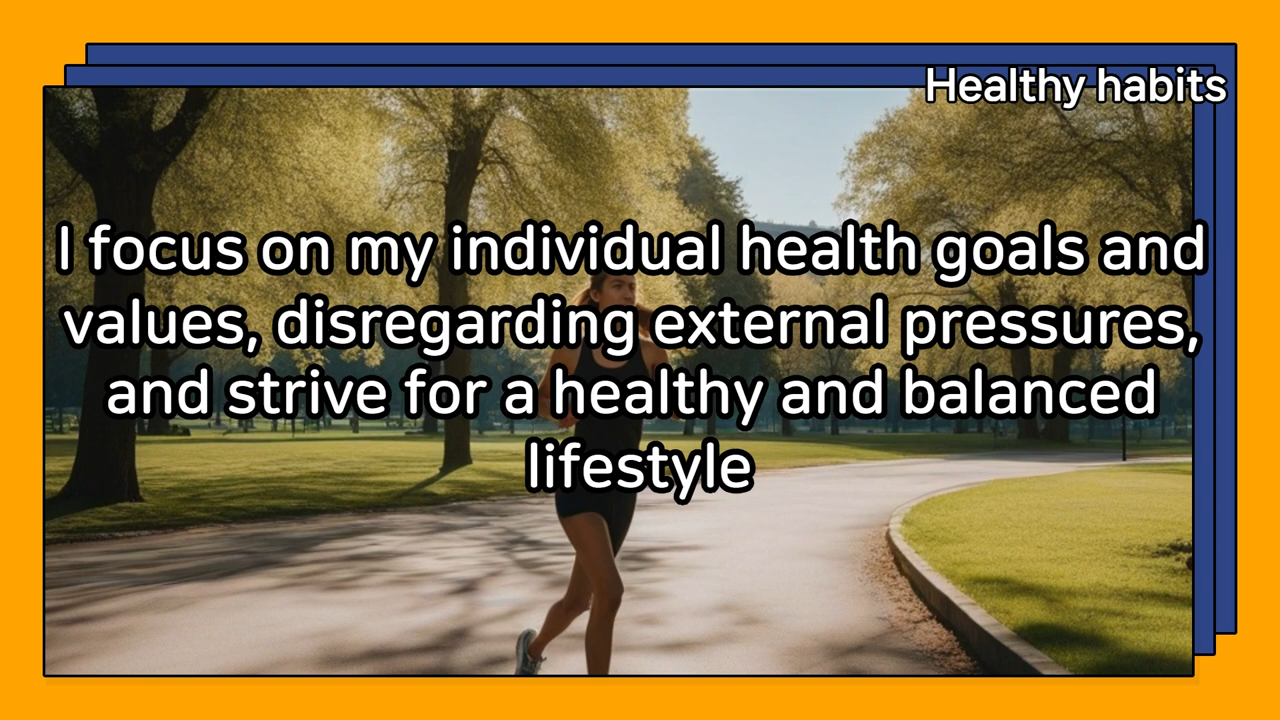 Healthy habits
I focus on my individual health goals and
values, disregarding external pressures,
and strive for a healthy and balanced
lifestyle